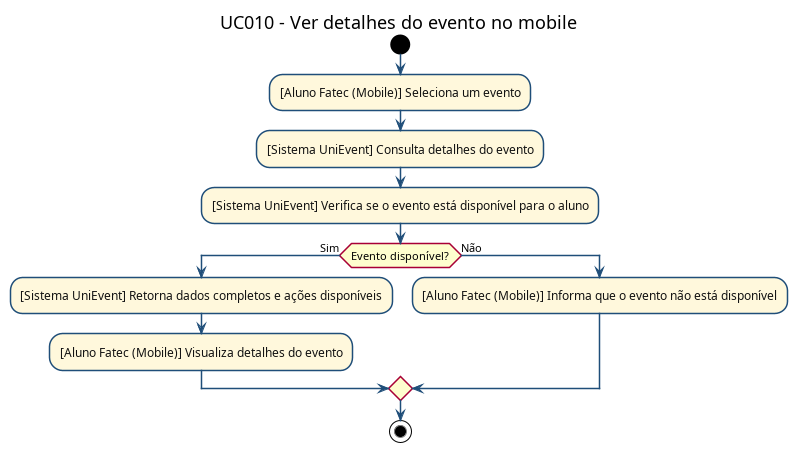 UC010 - Ver detalhes do evento no mobile
[Aluno Fatec (Mobile)] Seleciona um evento
[Sistema UniEvent] Consulta detalhes do evento
[Sistema UniEvent] Verifica se o evento está disponível para o aluno
Sim
Evento disponível?
Não
[Sistema UniEvent] Retorna dados completos e ações disponíveis
[Aluno Fatec (Mobile)] Informa que o evento não está disponível
[Aluno Fatec (Mobile)] Visualiza detalhes do evento